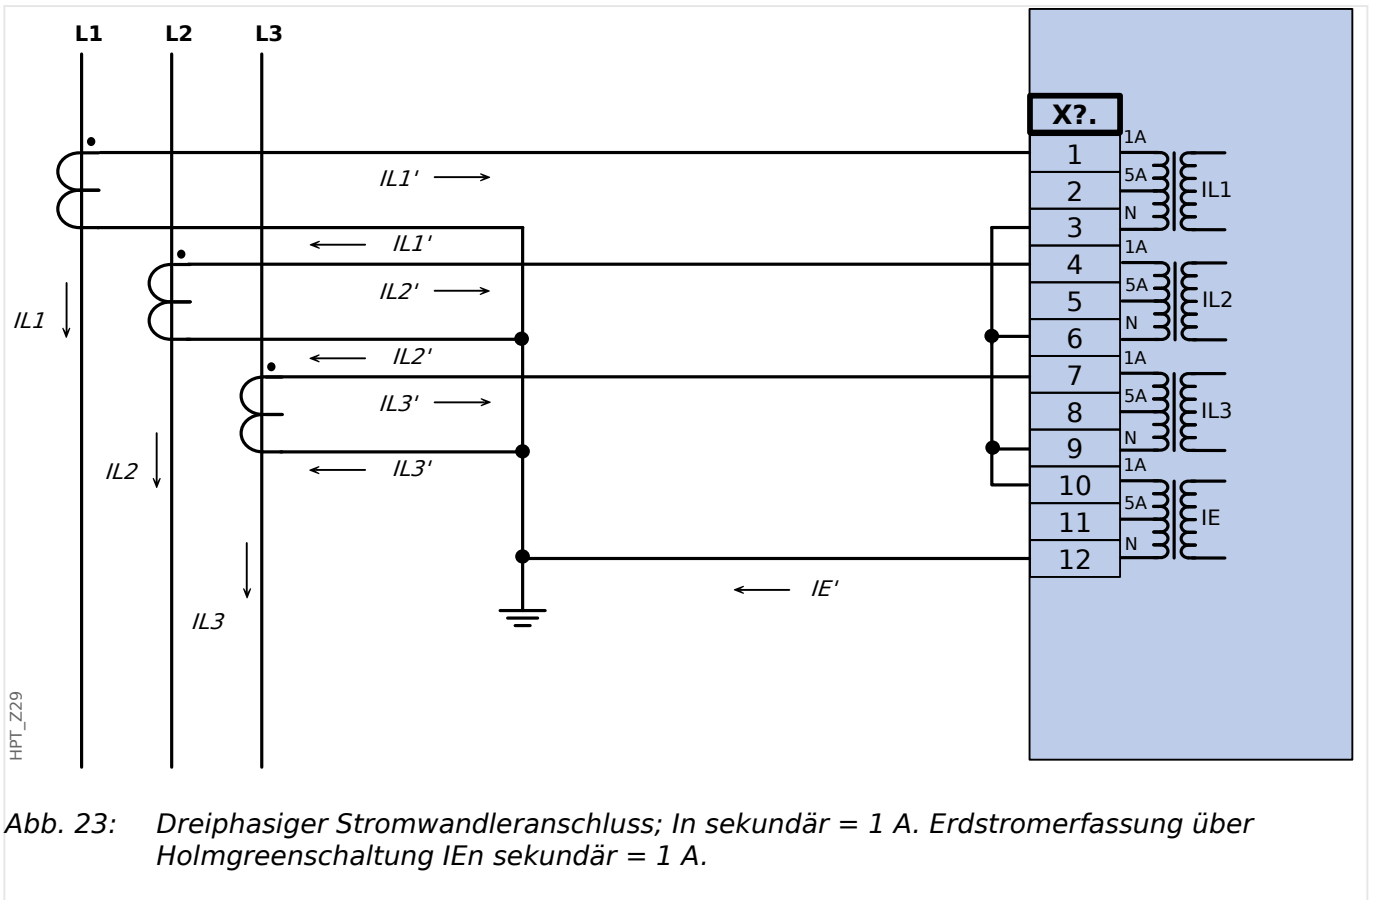 L1 L2 L3
X?.
1
2
3
4
5
6
7
8
9
10
11
12
1A
5A
N
IL1
1A
5A
N
IL2
1A
5A
N
IL3
1A
5A
N
IE
IL1'
IL1'
IL2'
IL2'
IL3'
IL3'
IE'
IL1
IL2
IL3
HPT_Z29
Abb. 23: Dreiphasiger Stromwandleranschluss; In sekundär = 1 A. Erdstromerfassung über
Holmgreenschaltung IEn sekundär = 1 A.